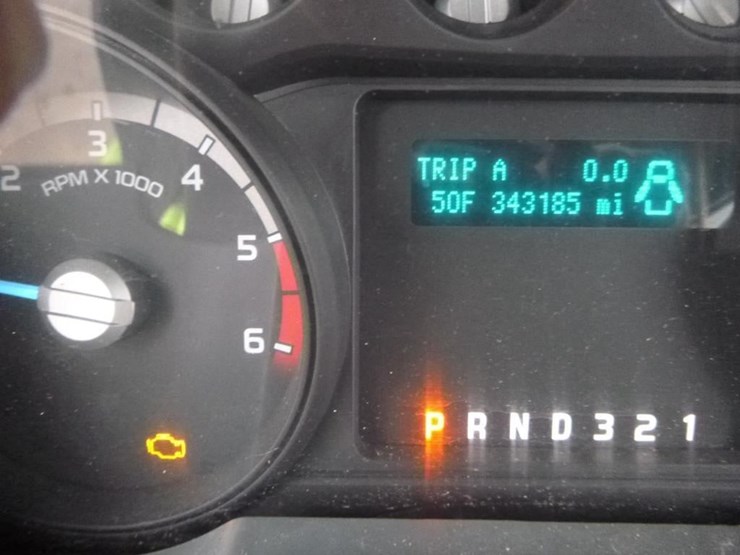 TRIP A 0.0
50F 343185 mi
2 3 4 5 6
RPM X 1000
P R N D 3 2 1